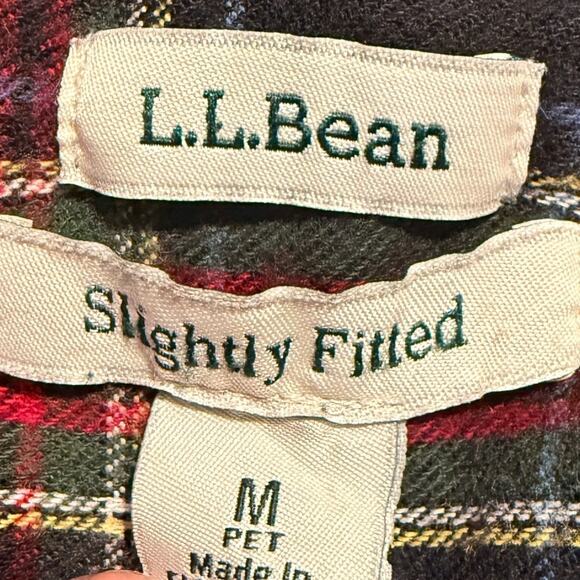 L.L.Bean
Slightly Fitted
M
PET
Made In